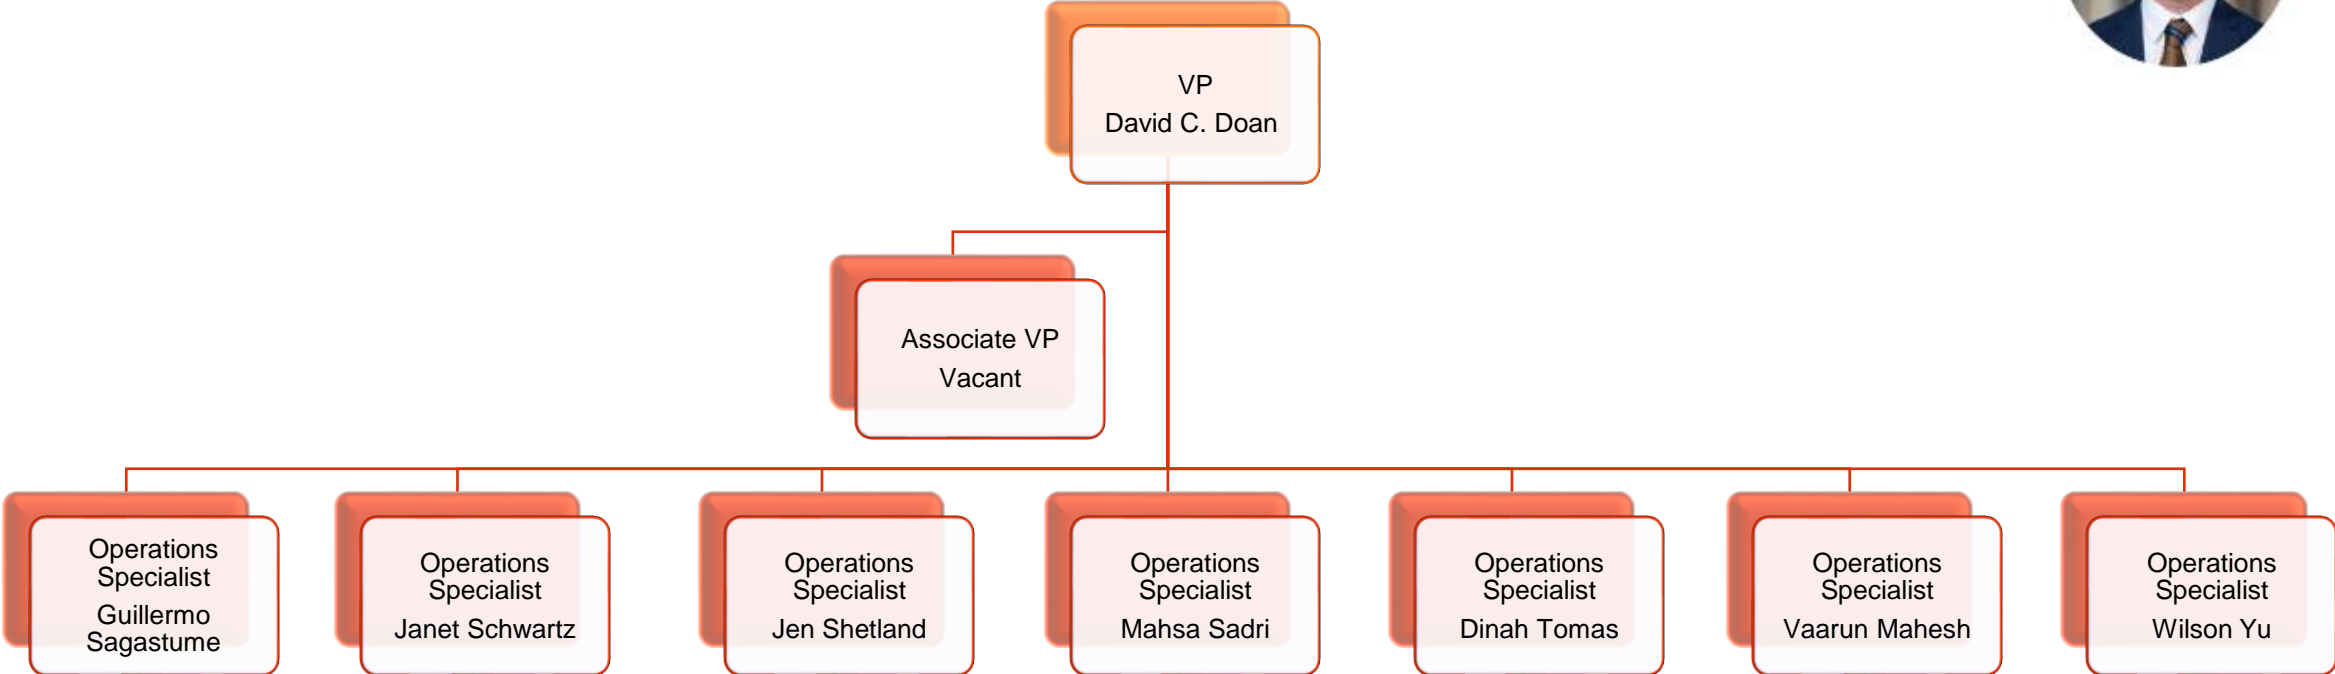 VP
David C. Doan
Associate VP
Vacant
Operations
Specialist
Guillermo
Sagastume
Operations
Specialist
Janet Schwartz
Operations
Specialist
Jen Shetland
Operations
Specialist
Mahsa Sadri
Operations
Specialist
Dinah Tomas
Operations
Specialist
Vaarun Mahesh
Operations
Specialist
Wilson Yu